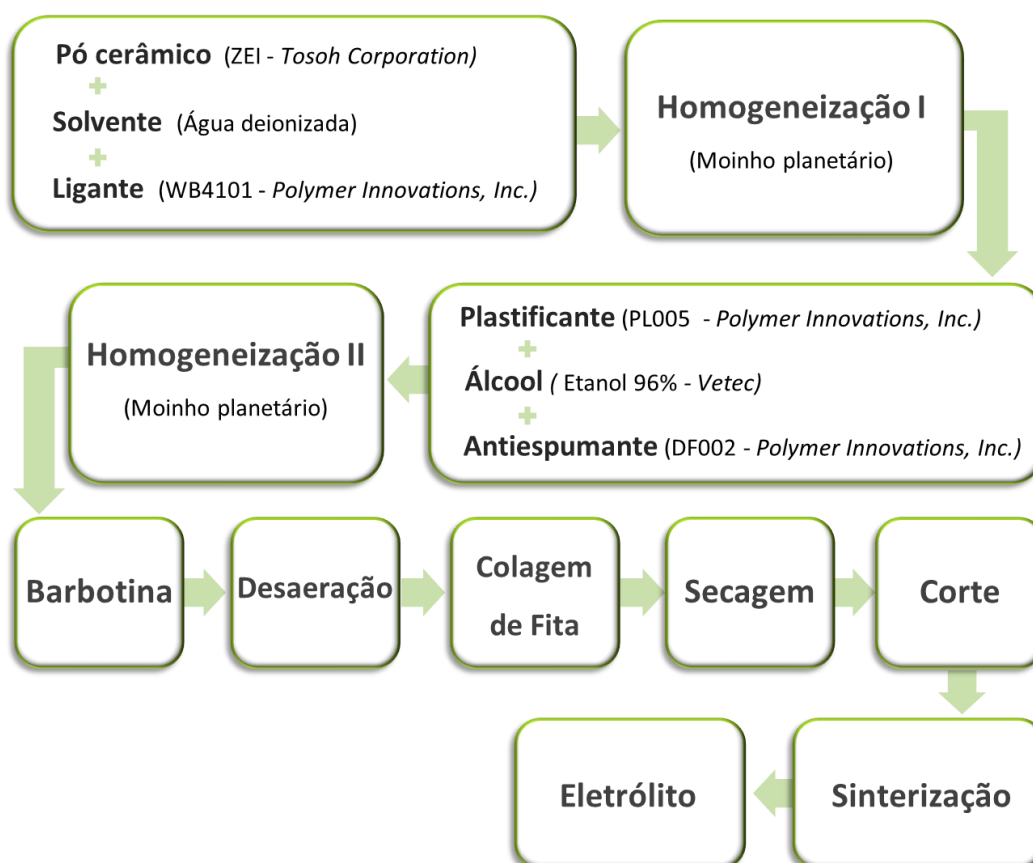 Pó cerâmico (ZEI - Tosoh Corporation)
+
Solvente (Água deionizada)
+
Ligante (WB4101 - Polymer Innovations, Inc.)
Homogeneização I
(Moinho planetário)
Plastificante (PL005 - Polymer Innovations, Inc.)
+
Álcool ( Etanol 96% - Vetec)
+
Antiespumante (DF002 - Polymer Innovations, Inc.)
Homogeneização II
(Moinho planetário)
Barbotina
Desaeração
Colagem
de Fita
Secagem
Corte
Sinterização
Eletrólito